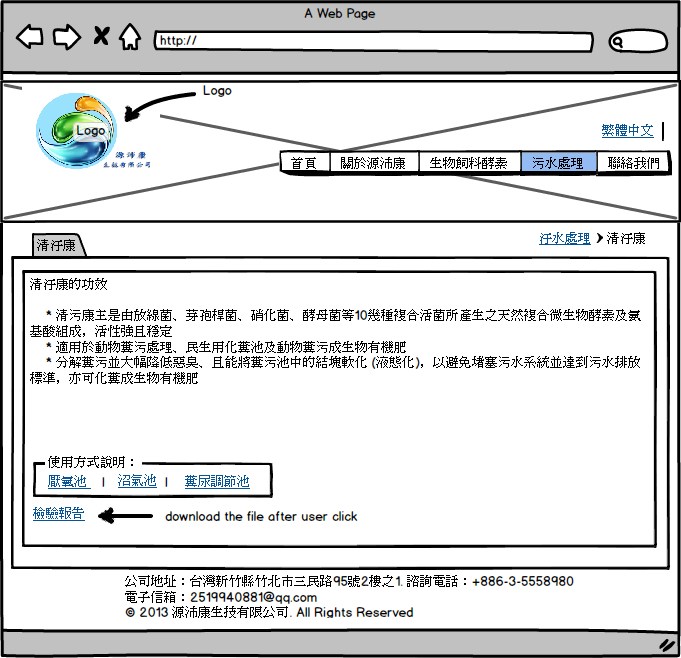 A Web Page
http://
Logo
Logo
源沛康
生技有限公司
繁體中文
首頁
關於源沛康
生物飼料酵素
污水處理
聯絡我們
清汙康
汙水處理
清汙康
清汙康的功效
* 清污康主是由放線菌、芽孢桿菌、硝化菌、酵母菌等10幾種複合活菌所產生之天然複合微生物酵素及氨
基酸組成，活性強且穩定
* 適用於動物糞污處理、民生用化糞池及動物糞污成生物有機肥
* 分解糞污並大幅降低惡臭、且能將糞污池中的結塊軟化 (液態化)，以避免堵塞污水系統並達到污水排放
標準，亦可化糞成生物有機肥
使用方式說明：
厭氧池 | 沼氣池 | 糞尿調節池
檢驗報告
download the file after user click
公司地址：台灣新竹縣竹北市三民路95號2樓之1. 諮詢電話：+886-3-5558980
電子信箱：2519940881@qq.com
© 2013 源沛康生技有限公司. All Rights Reserved